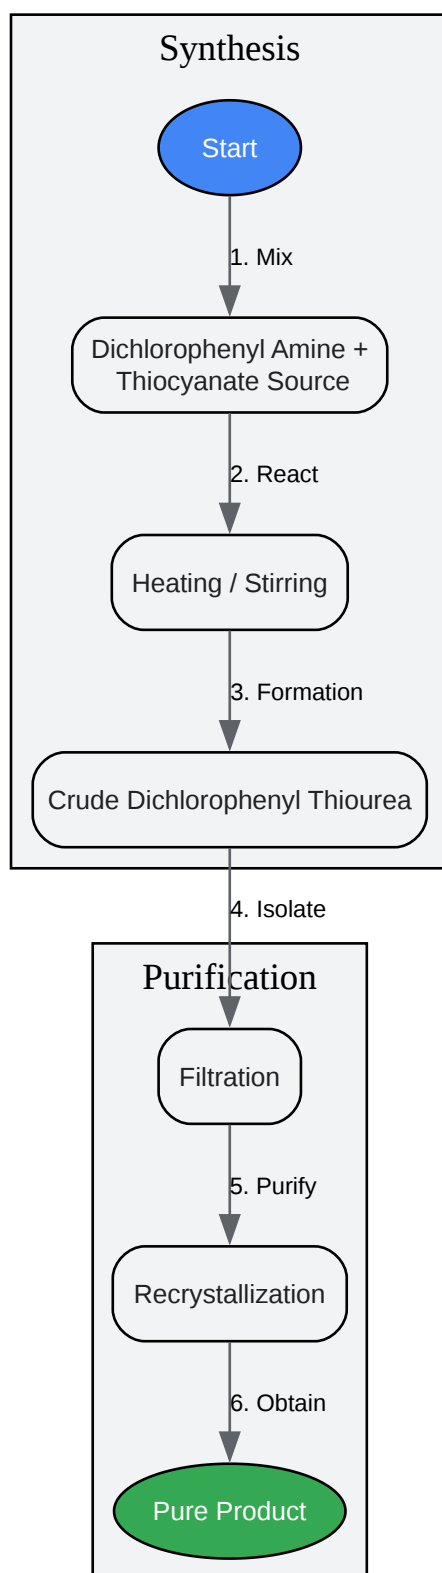 Synthesis
Start
1. Mix
Dichlorophenyl Amine +
Thiocyanate Source
2. React
Heating / Stirring
3. Formation
Crude Dichlorophenyl Thiourea
4. Isolate
Purification
Filtration
5. Purify
Recrystallization
6. Obtain
Pure Product